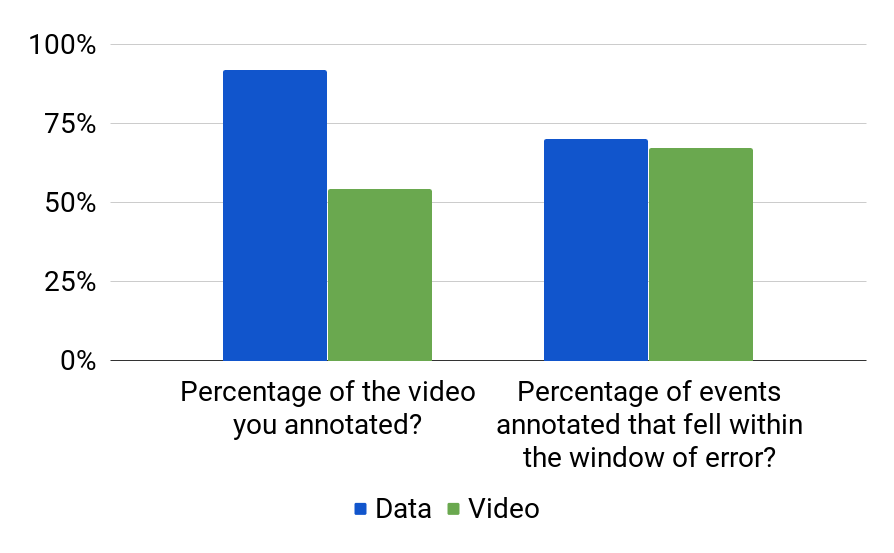 100%
75%
50%
25%
0%
Percentage of the video
you annotated?
Percentage of events
annotated that fell within
the window of error?
Data
Video